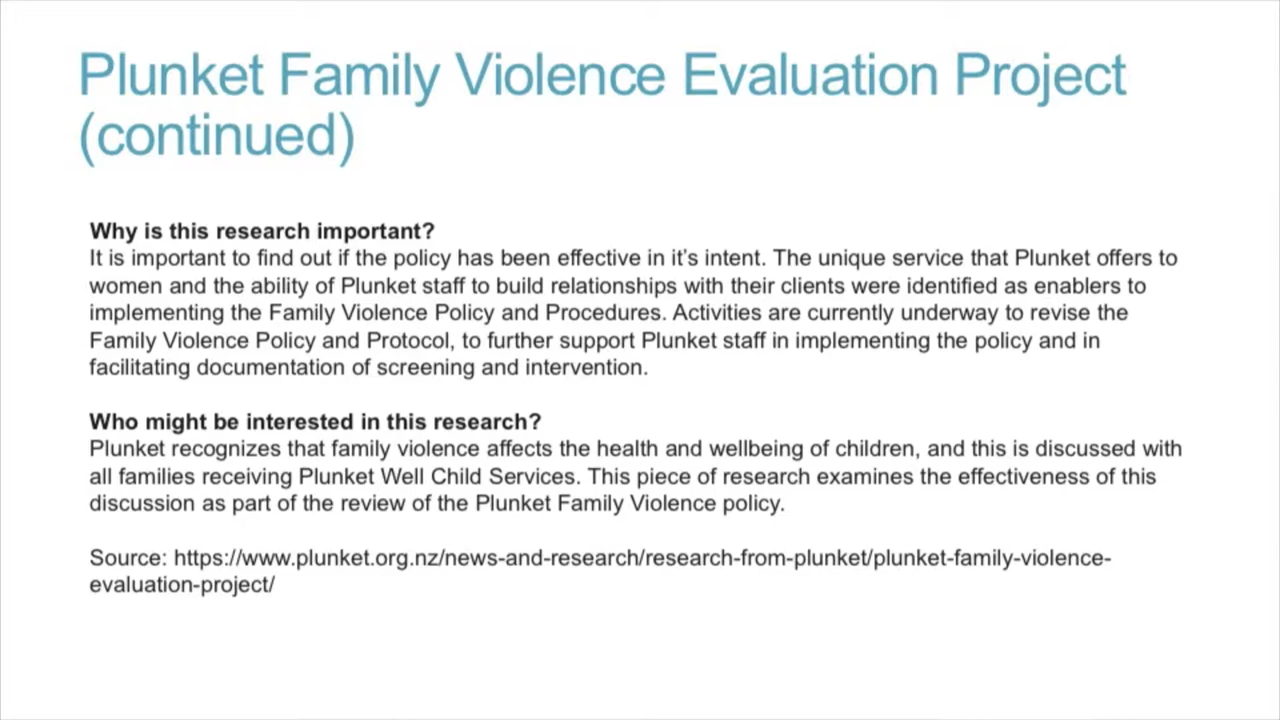 Plunket Family Violence Evaluation Project
(continued)
Why is this research important?
It is important to find out if the policy has been effective in it’s intent. The unique service that Plunket offers to
women and the ability of Plunket staff to build relationships with their clients were identified as enablers to
implementing the Family Violence Policy and Procedures. Activities are currently underway to revise the
Family Violence Policy and Protocol, to further support Plunket staff in implementing the policy and in
facilitating documentation of screening and intervention.
Who might be interested in this research?
Plunket recognizes that family violence affects the health and wellbeing of children, and this is discussed with
all families receiving Plunket Well Child Services. This piece of research examines the effectiveness of this
discussion as part of the review of the Plunket Family Violence policy.
Source: https://www.plunket.org.nz/news-and-research/research-from-plunket/plunket-family-violence-
evaluation-project/